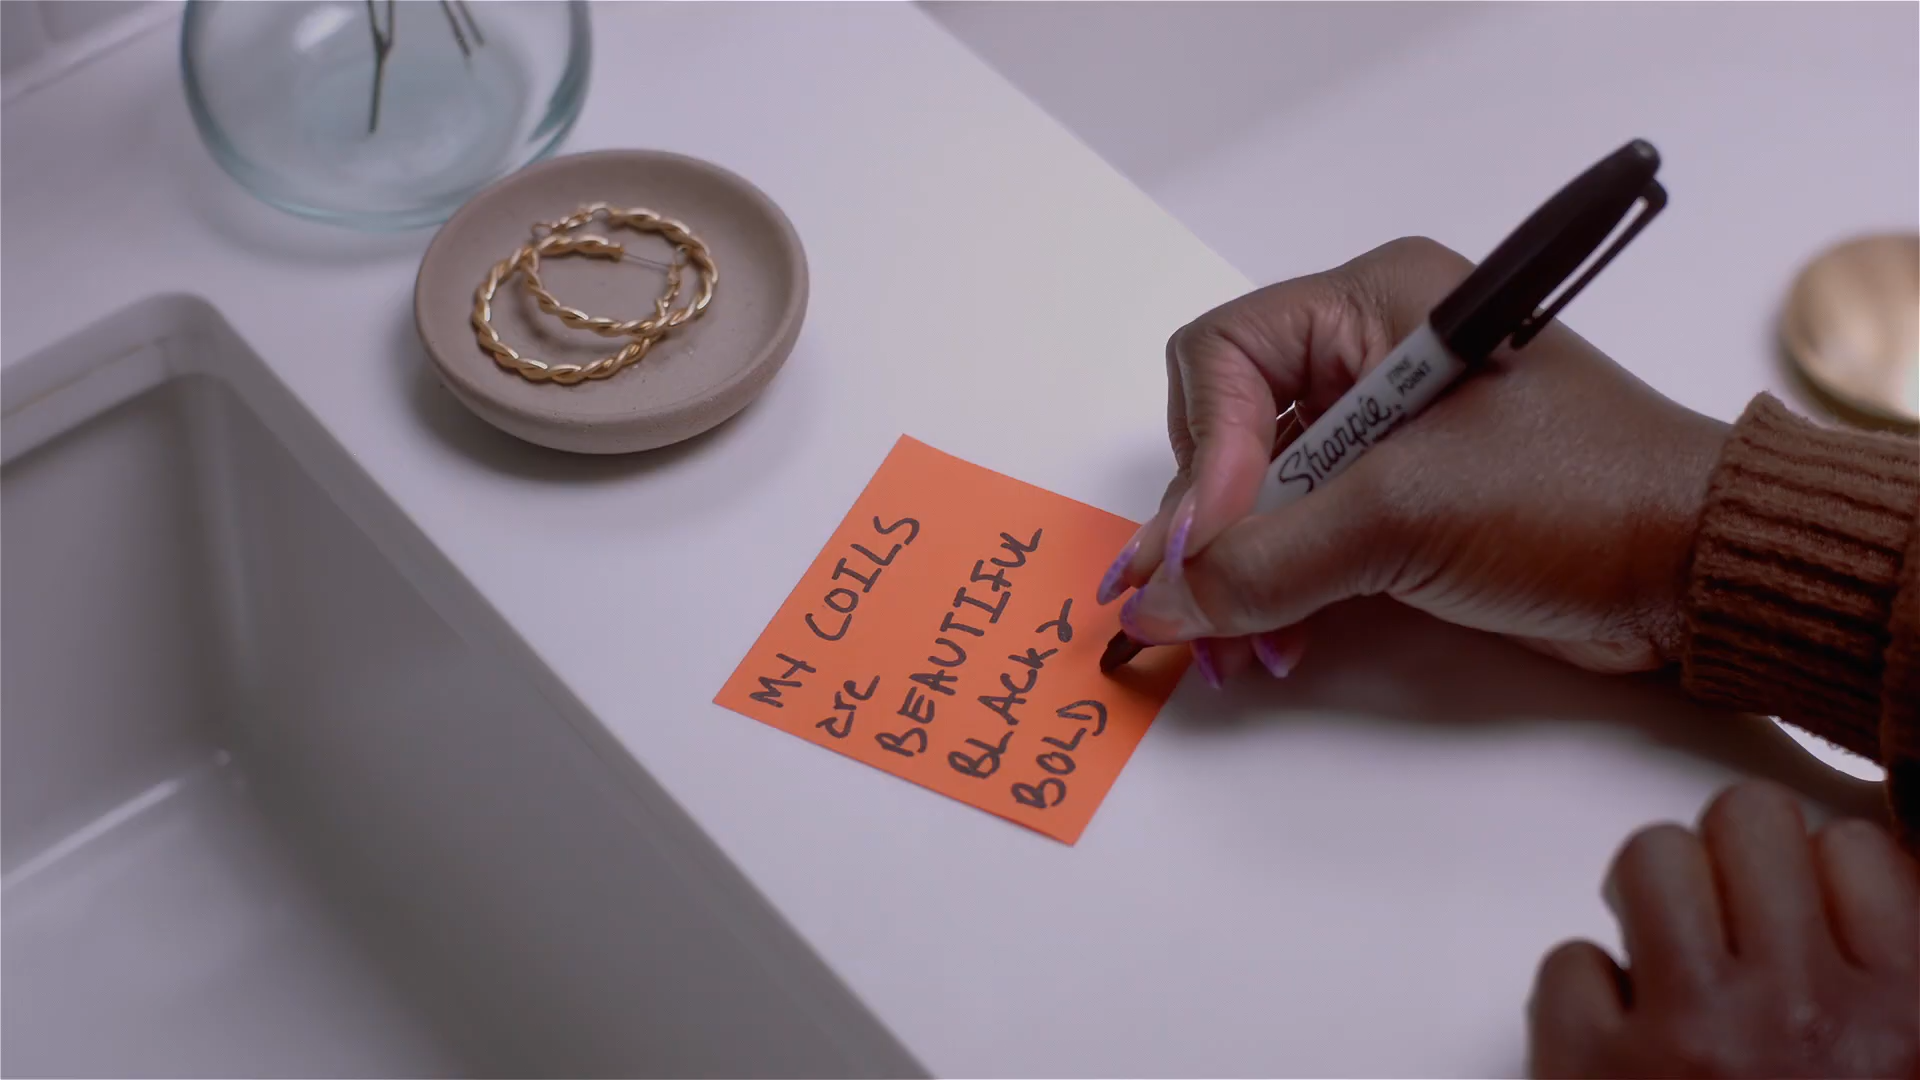 MY COILS
are
BEAUTIFUL
BLACK &
BOLD
Sharpie
FINE
POINT